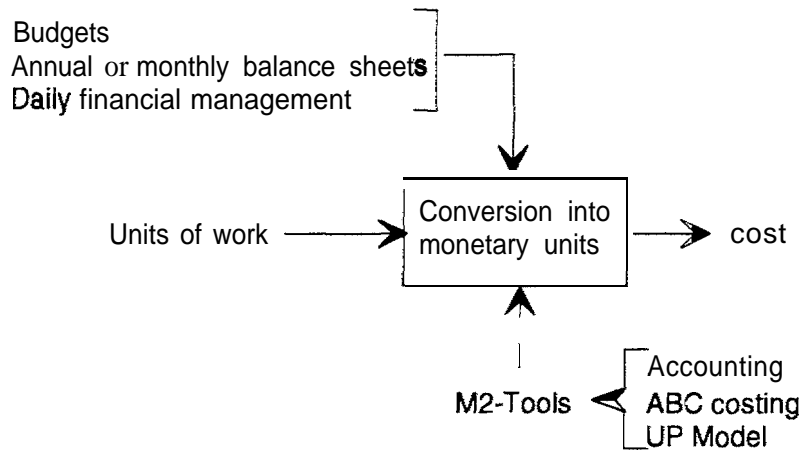 Budgets
Annual or monthly balance sheets
Daily financial management
Units of work
Conversion into
monetary units
cost
M2-Tools
Accounting
ABC costing
UP Model